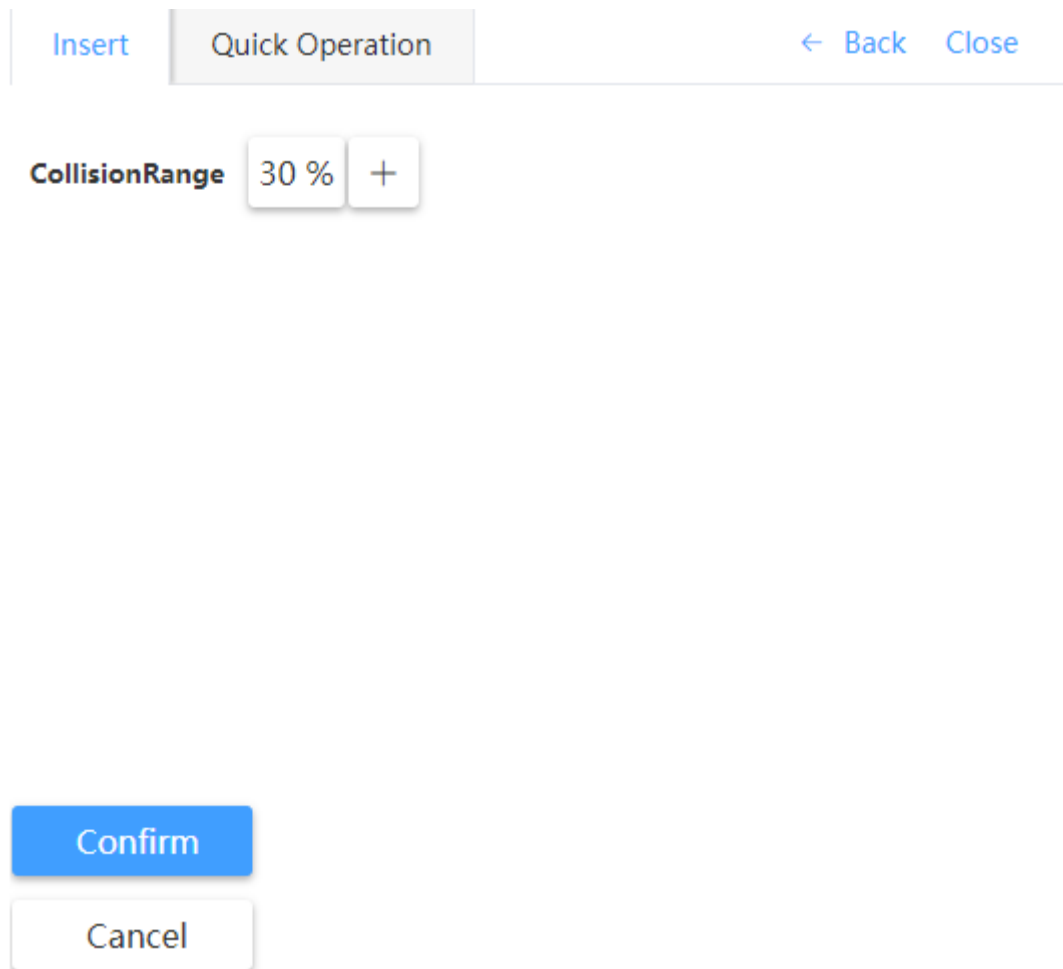 Insert Quick Operation ← Back Close
CollisionRange 30 % +
Confirm
Cancel